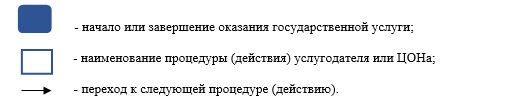 - начало или завершение оказания государственной услуги;
- наименование процедуры (действия) услугодателя или ЦОНа;
- переход к следующей процедуре (действию).